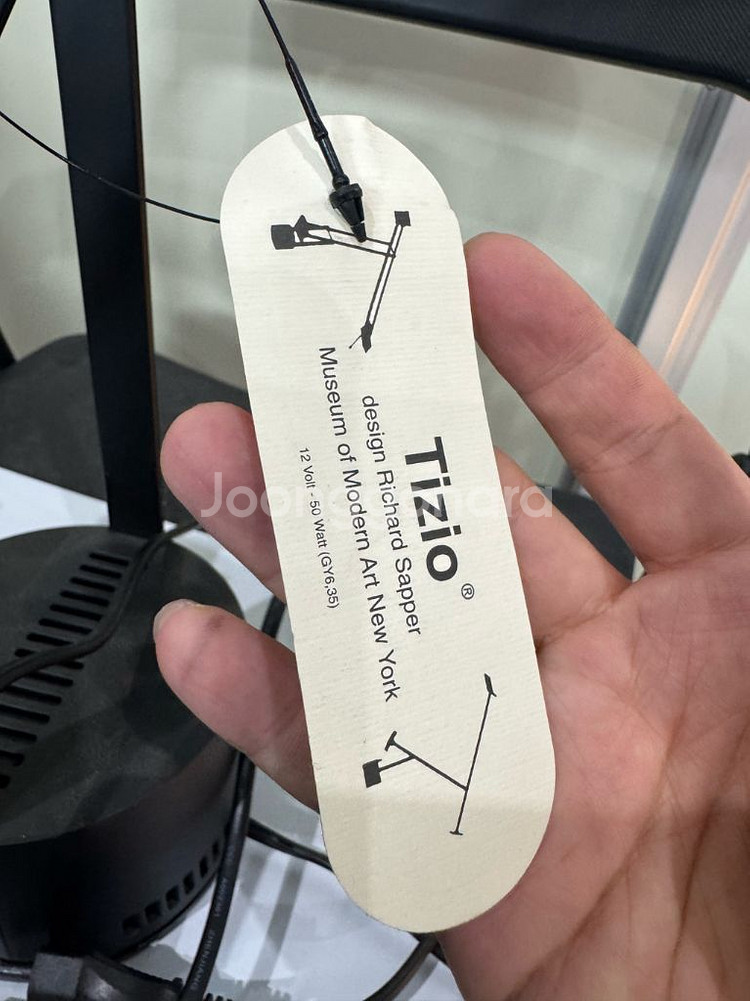 Tizio®
design Richard Sapper
Museum of Modern Art New York
12 Volt - 50 Watt (GY6,35)